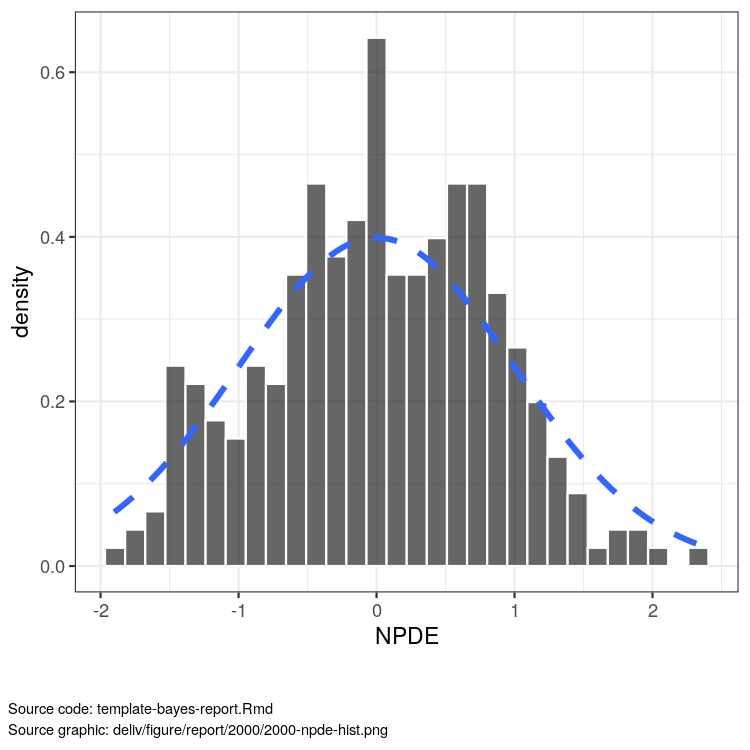 0.6
0.4
0.2
0.0
density
-2 -1 0 1 2
NPDE
Source code: template-bayes-report.Rmd
Source graphic: deliv/figure/report/2000/2000-npde-hist.png